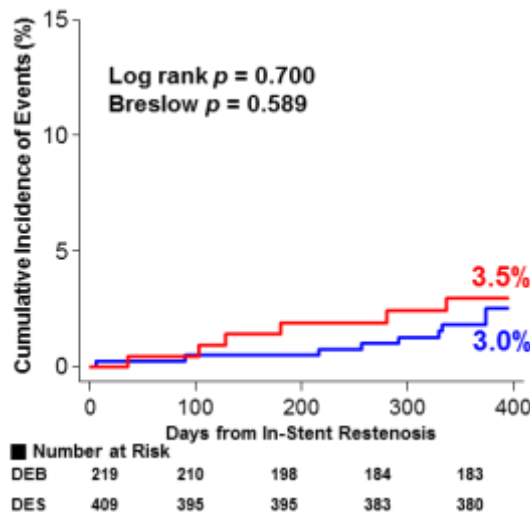 15
Log rank p = 0.700
Breslow p = 0.589
10
Cumulative Incidence of Events (%)
5
3.5%
3.0%
0
0 100 200 300 400
Days from In-Stent Restenosis
■ Number at Risk
DEB 219 210 198 184 183
DES 409 395 395 383 380